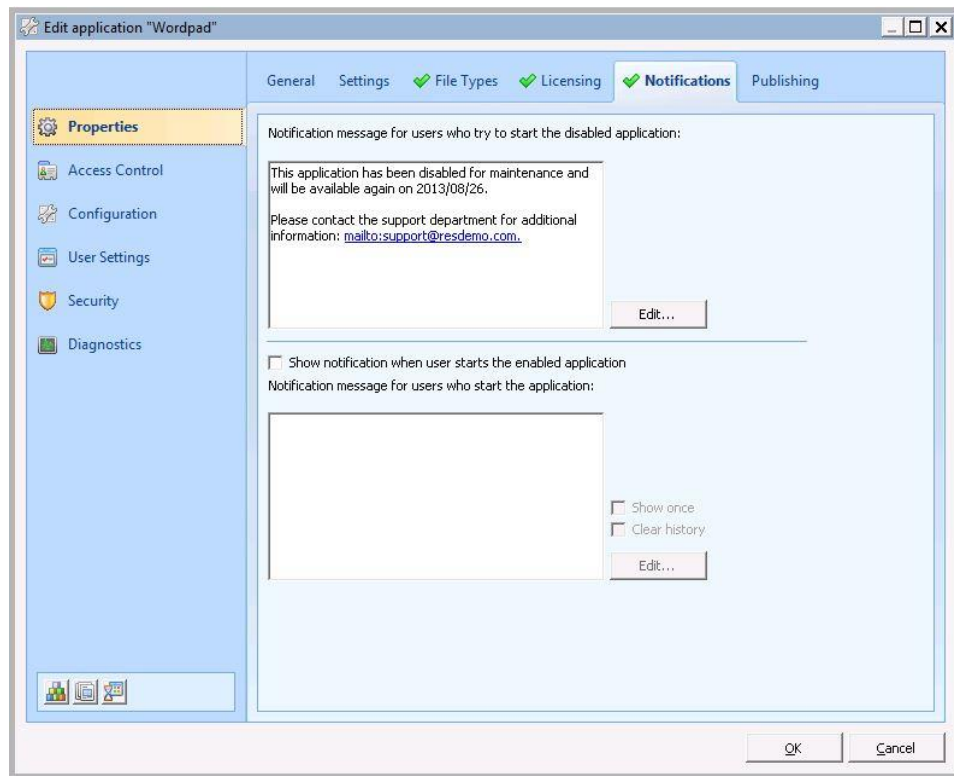 Edit application "Wordpad"
General Settings File Types Licensing Notifications Publishing
Properties
Access Control
Configuration
User Settings
Security
Diagnostics
Notification message for users who try to start the disabled application:
This application has been disabled for maintenance and
will be available again on 2013/08/26.
Please contact the support department for additional
information: mailto:support@resdemo.com.
Edit...
Show notification when user starts the enabled application
Notification message for users who start the application:
Show once
Clear history
Edit...
OK Cancel